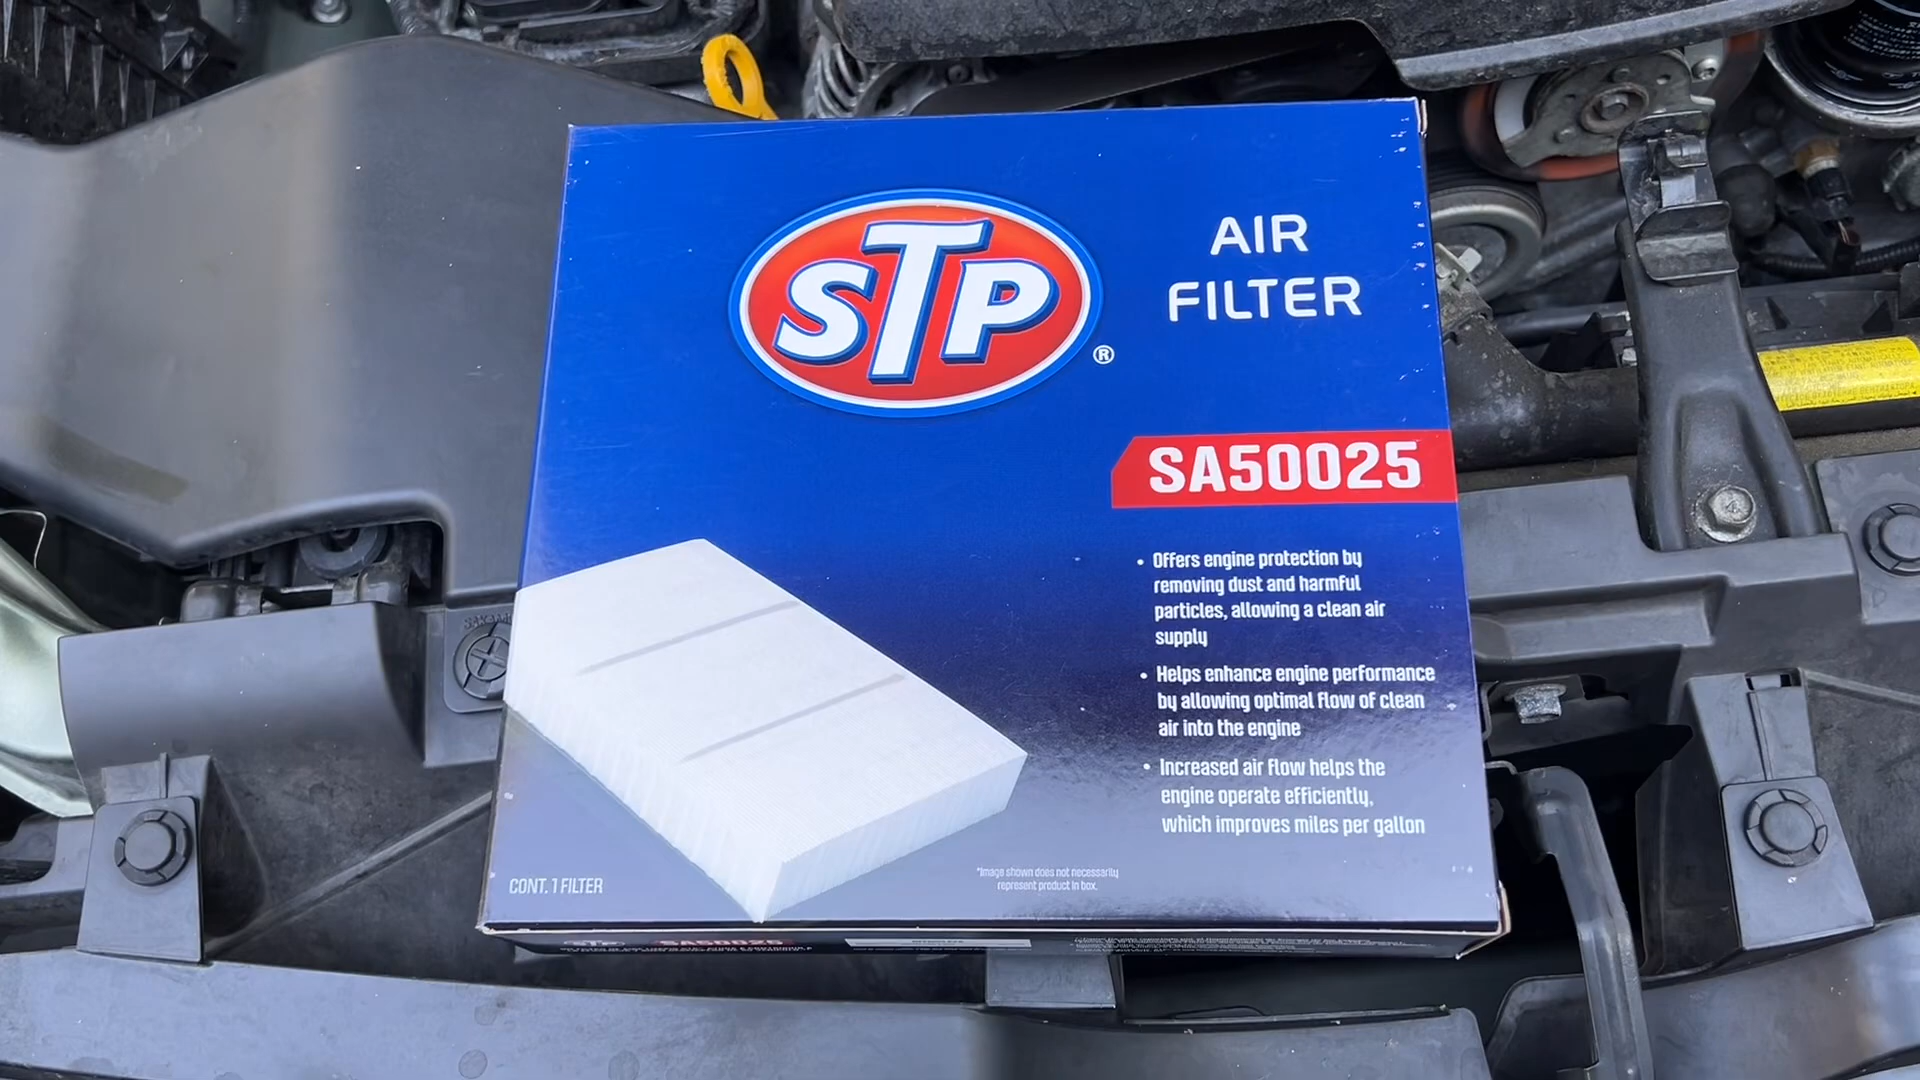 STP
®
AIR
FILTER
SA50025
• Offers engine protection by
removing dust and harmful
particles, allowing a clean air
supply
• Helps enhance engine performance
by allowing optimal flow of clean
air into the engine
• Increased air flow helps the
engine operate efficiently,
which improves miles per gallon
*Image shown does not necessarily
represent product in box.
CONT. 1 FILTER
STP SA50025